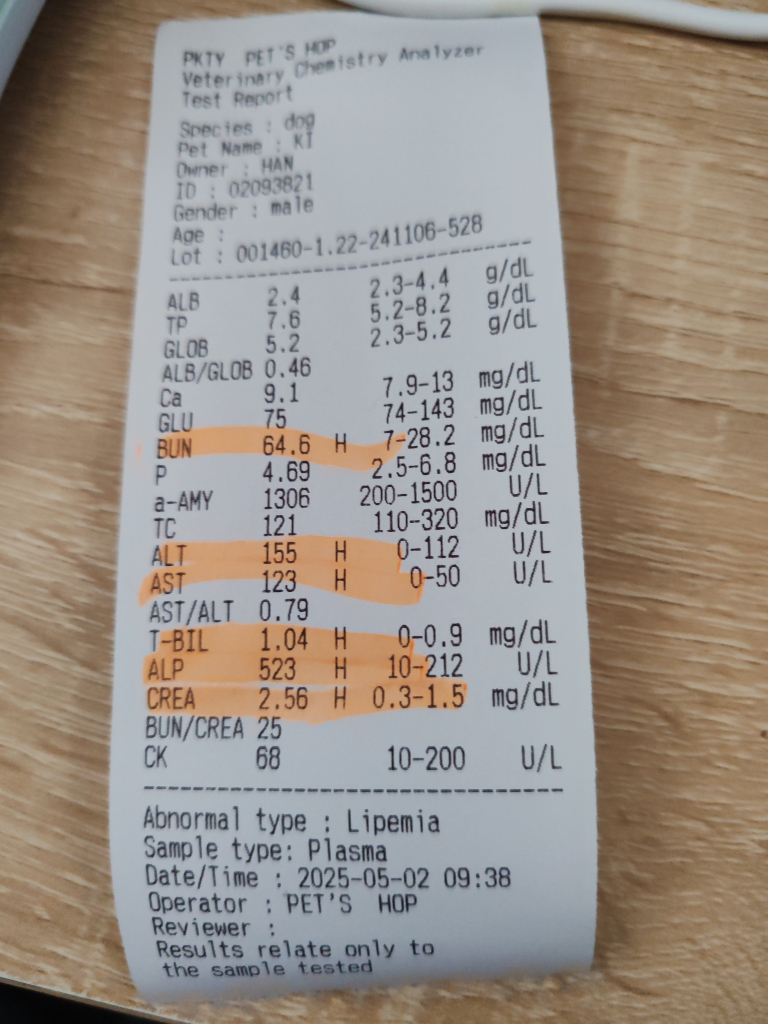 PKTY PET'S HOP
Veterinary Chemistry Analyzer
Test Report
Species : dog
Pet Name : KI
Owner : HAN
ID : 02093821
Gender : male
Age :
Lot : 001460-1.22-241106-528
ALB 2.4 2.3-4.4 g/dL
TP 7.6 5.2-8.2 g/dL
GLOB 5.2 2.3-5.2 g/dL
ALB/GLOB 0.46
Ca 9.1 7.9-13 mg/dL
GLU 75 74-143 mg/dL
BUN 64.6 H 7-28.2 mg/dL
P 4.69 2.5-6.8 mg/dL
a-AMY 1306 200-1500 U/L
TC 121 110-320 mg/dL
ALT 155 H 0-112 U/L
AST 123 H 0-50 U/L
AST/ALT 0.79
T-BIL 1.04 H 0-0.9 mg/dL
ALP 523 H 10-212 U/L
CREA 2.56 H 0.3-1.5 mg/dL
BUN/CREA 25
CK 68 10-200 U/L
Abnormal type : Lipemia
Sample type: Plasma
Date/Time : 2025-05-02 09:38
Operator : PET'S HOP
Reviewer :
Results relate only to
the sample tested